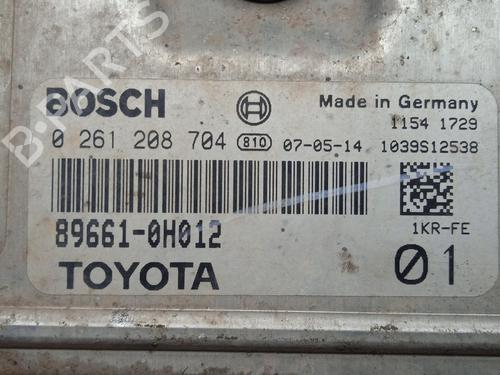 B-PARTS
BOSCH
Made in Germany
1154 1729
0 261 208 704 810 07-05-14 1039S12538
89661-0H012
1KR-FE
TOYOTA
01